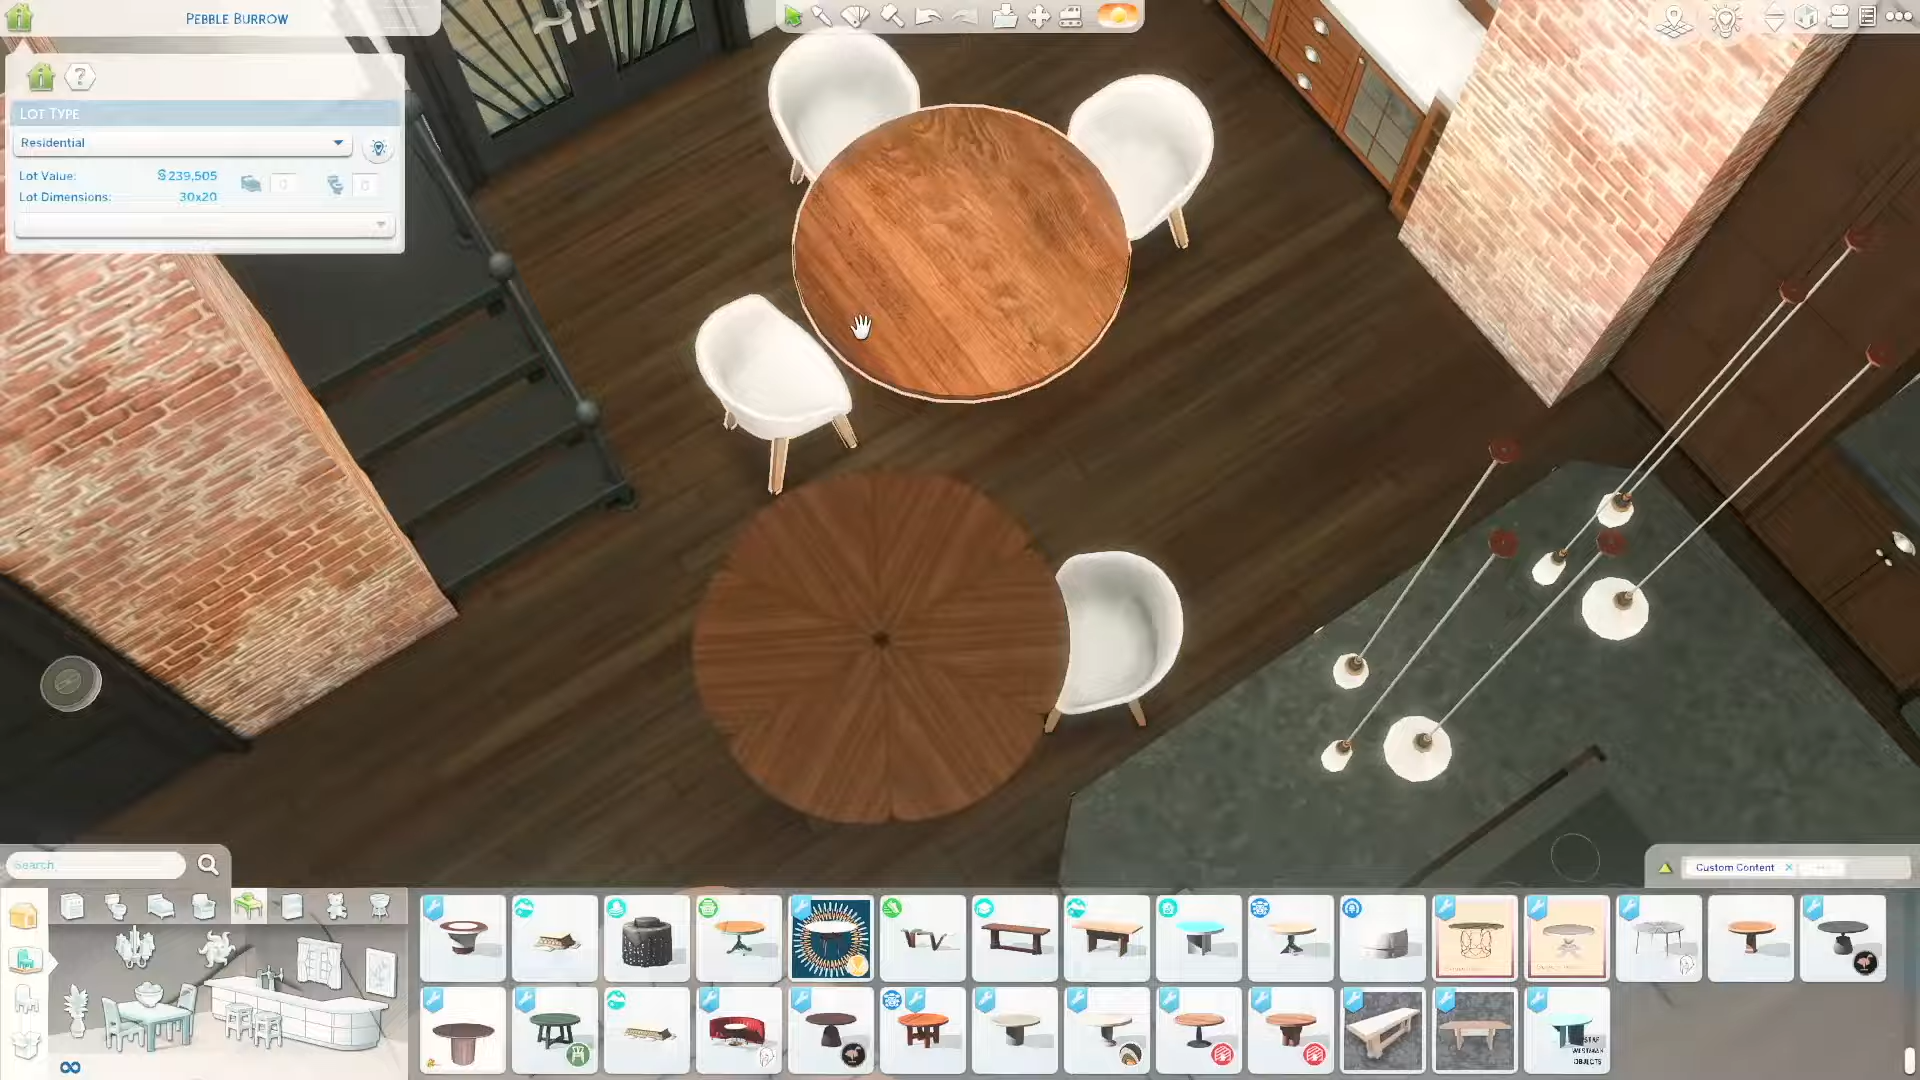 Pebble Burrow
Lot Type
Residential
Lot Value: §239,505
Lot Dimensions: 30x20
Search
Custom Content